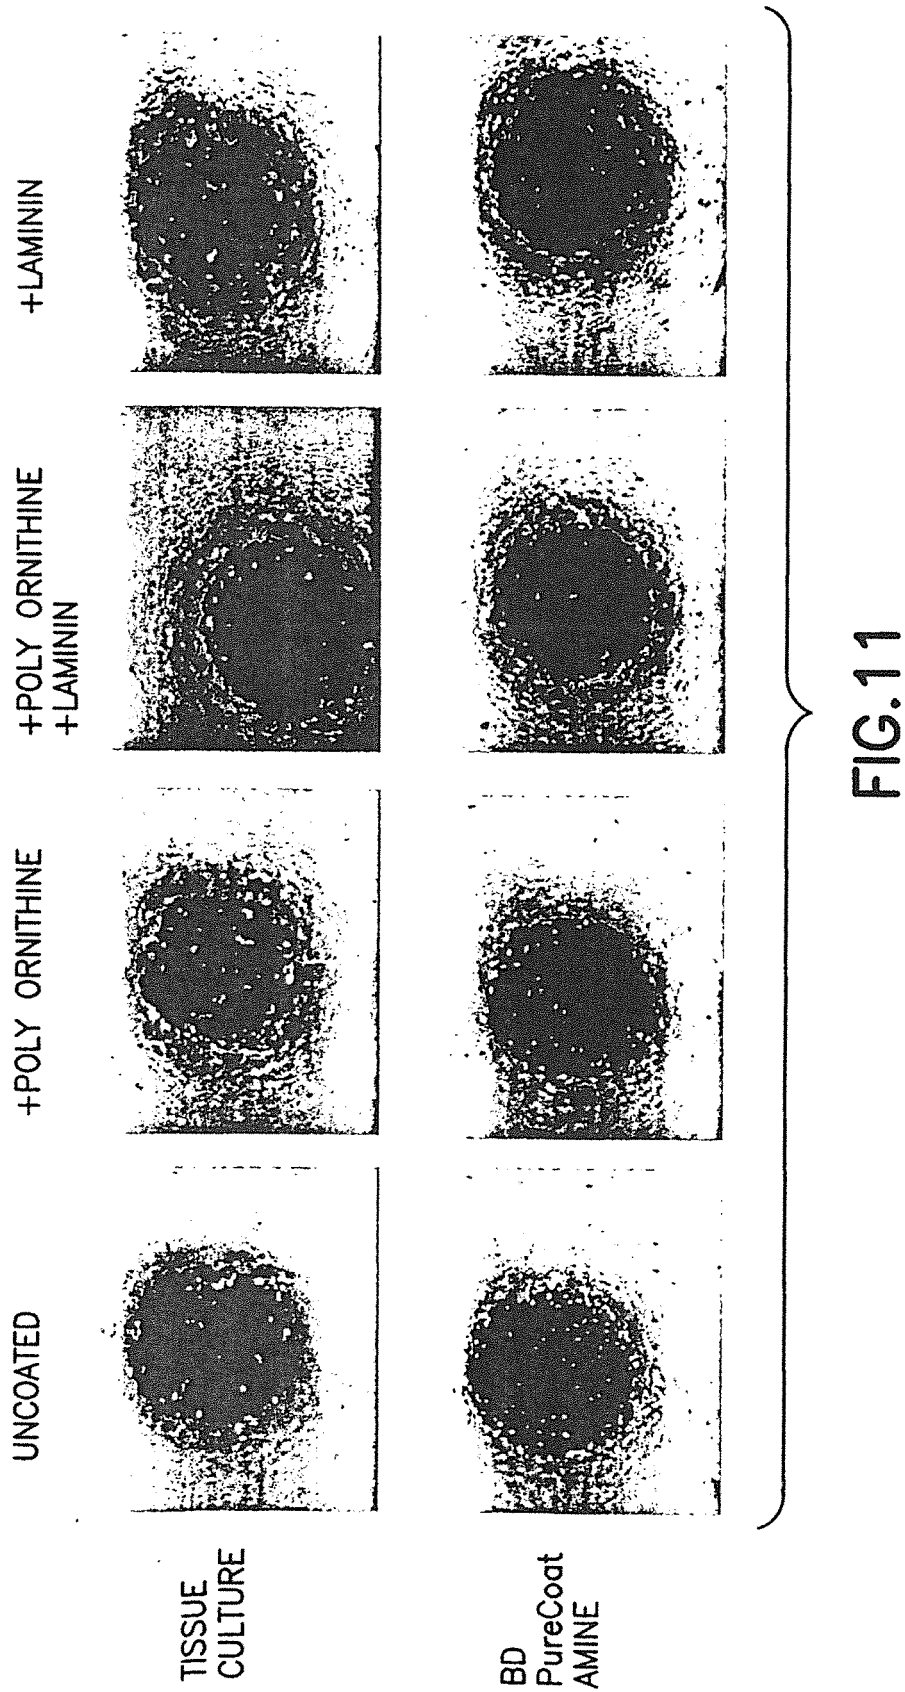 UNCOATED
+POLY ORNITHINE
+POLY ORNITHINE
+LAMININ
+LAMININ
TISSUE
CULTURE
BD
PureCoat
AMINE
FIG.11